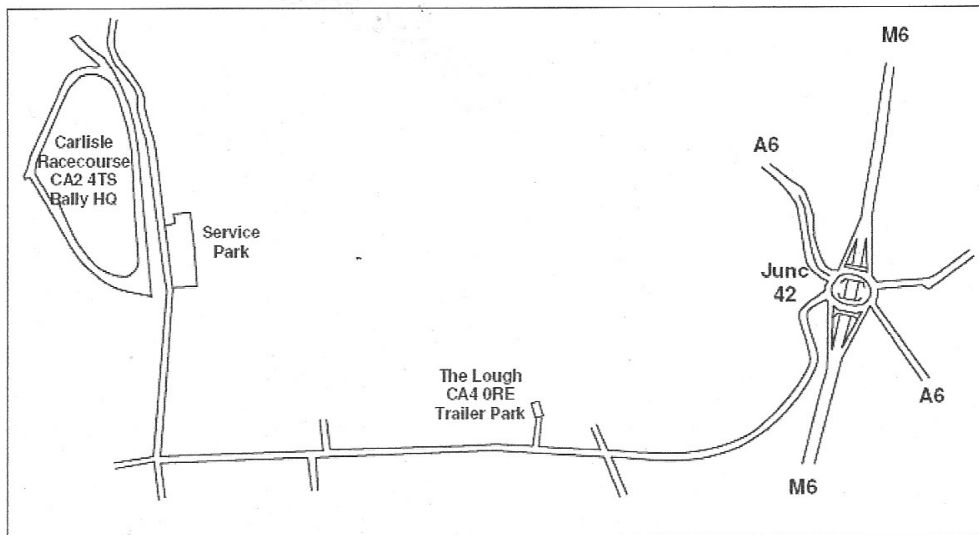 M6
A6
Carlisle
Racecourse
CA2 4TS
Rally HQ
Service
Park
Junc
42
The Lough
CA4 0RE
Trailer Park
A6
M6